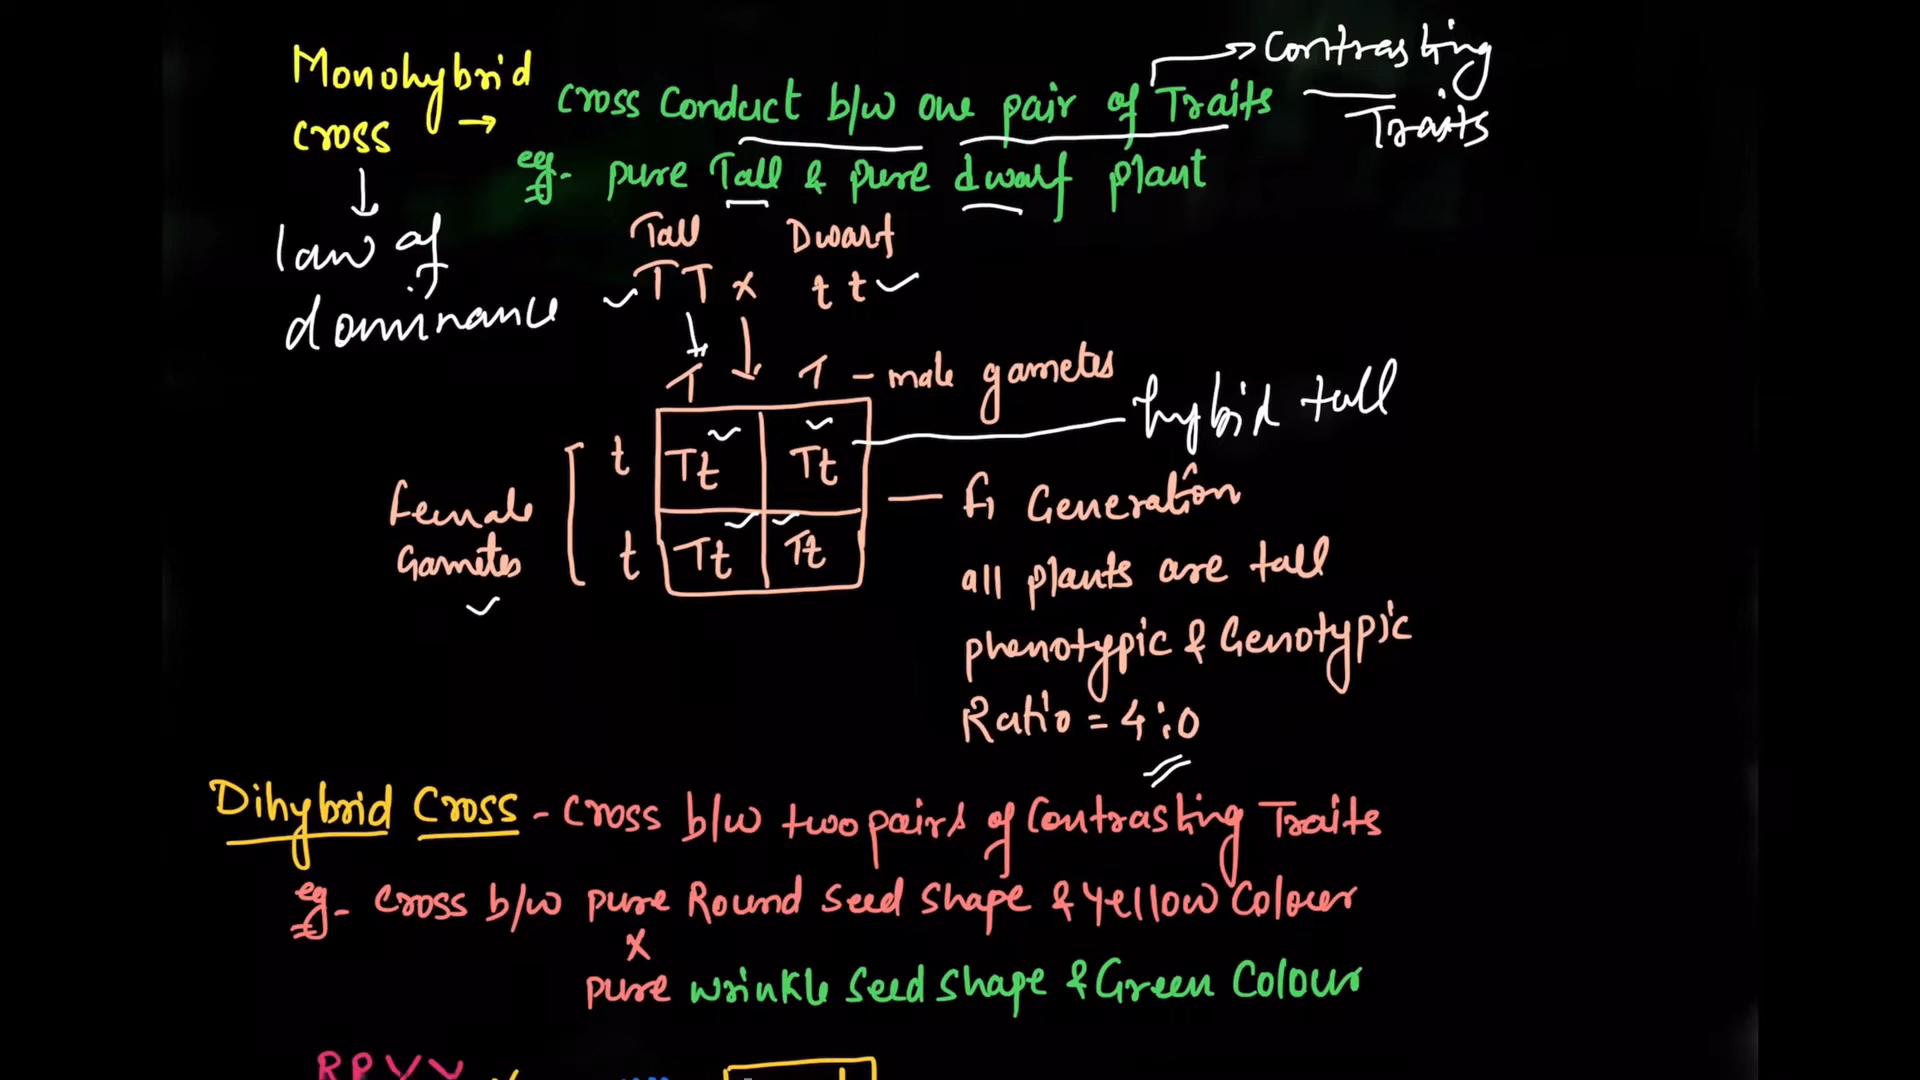 Monohybrid
cross → cross Conduct b/w one pair of Traits → Contrasting Traits
eg- pure Tall & pure dwarf plant
law of
dominance
Tall Dwarf
TT x tt
T T - male gametes
hybrid tall
t Tt Tt
Female
Gametes
t Tt Tt
F1 Generation
all plants are tall
phenotypic & Genotypic
Ratio = 4:0
Dihybrid Cross - cross b/w two pairs of Contrasting Traits
eg- cross b/w pure Round seed shape & yellow Colour
x
pure wrinkle seed shape & Green Colour